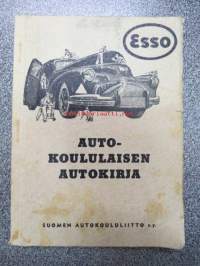 Esso
AUTO-
KOULULAISEN
AUTOKIRJA
SUOMEN AUTOKOULULIITTO r.y.